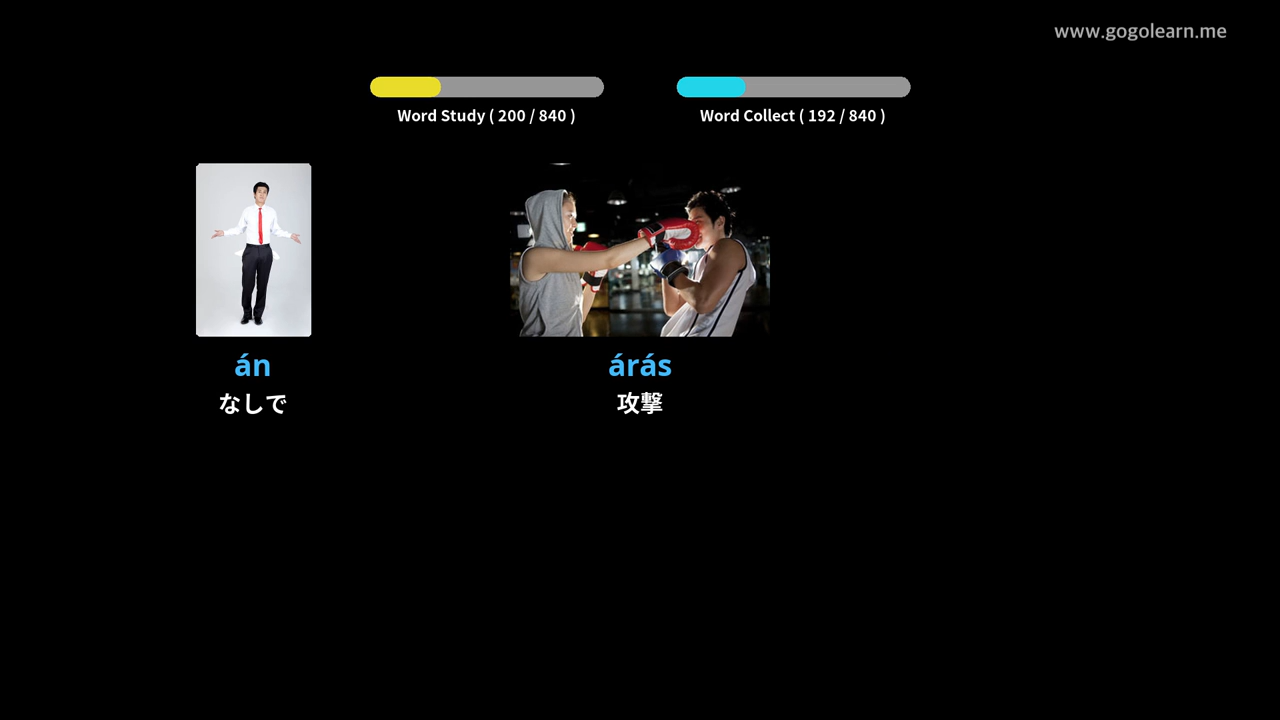 www.gogolearn.me
Word Study ( 200 / 840 )
Word Collect ( 192 / 840 )
án
なしで
árás
攻撃